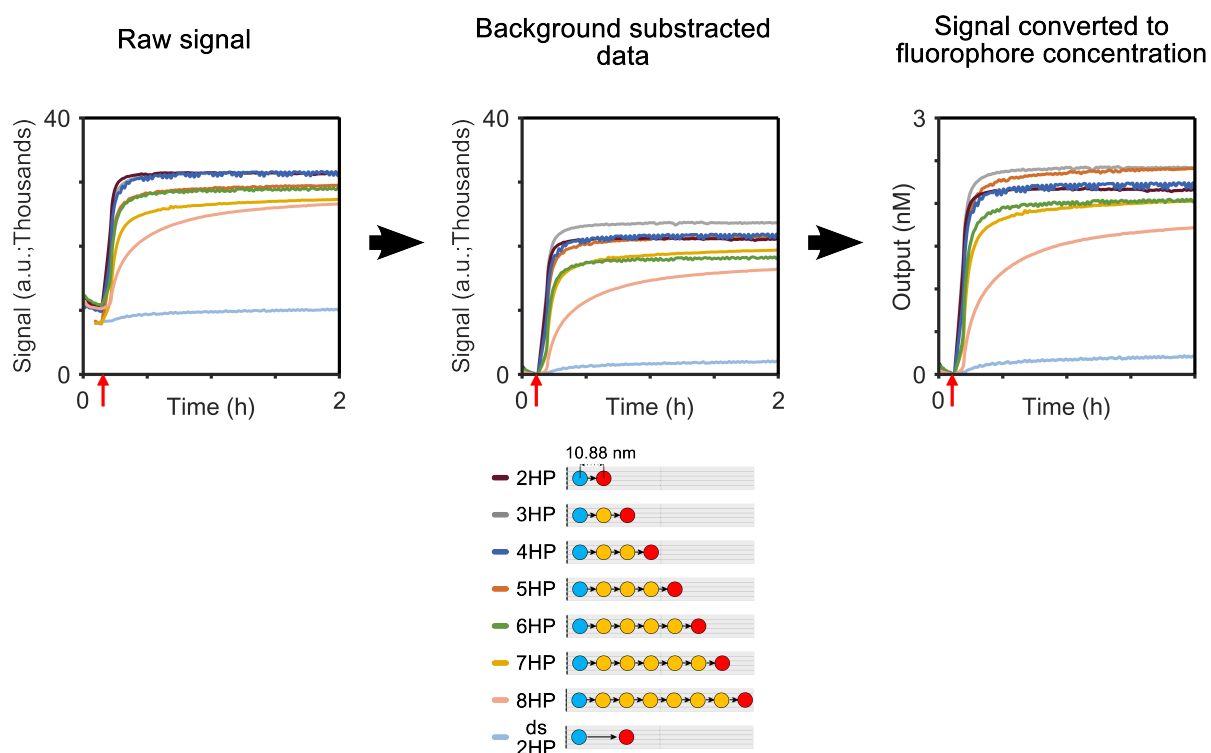 Raw signal
Background substracted
data
Signal converted to
fluorophore concentration
40
Signal (a.u.;Thousands)
0
0
Time (h)
2
40
Signal (a.u.;Thousands)
0
0
Time (h)
2
3
Output (nM)
0
0
Time (h)
10.88 nm
2HP
3HP
4HP
5HP
6HP
7HP
8HP
ds
2HP